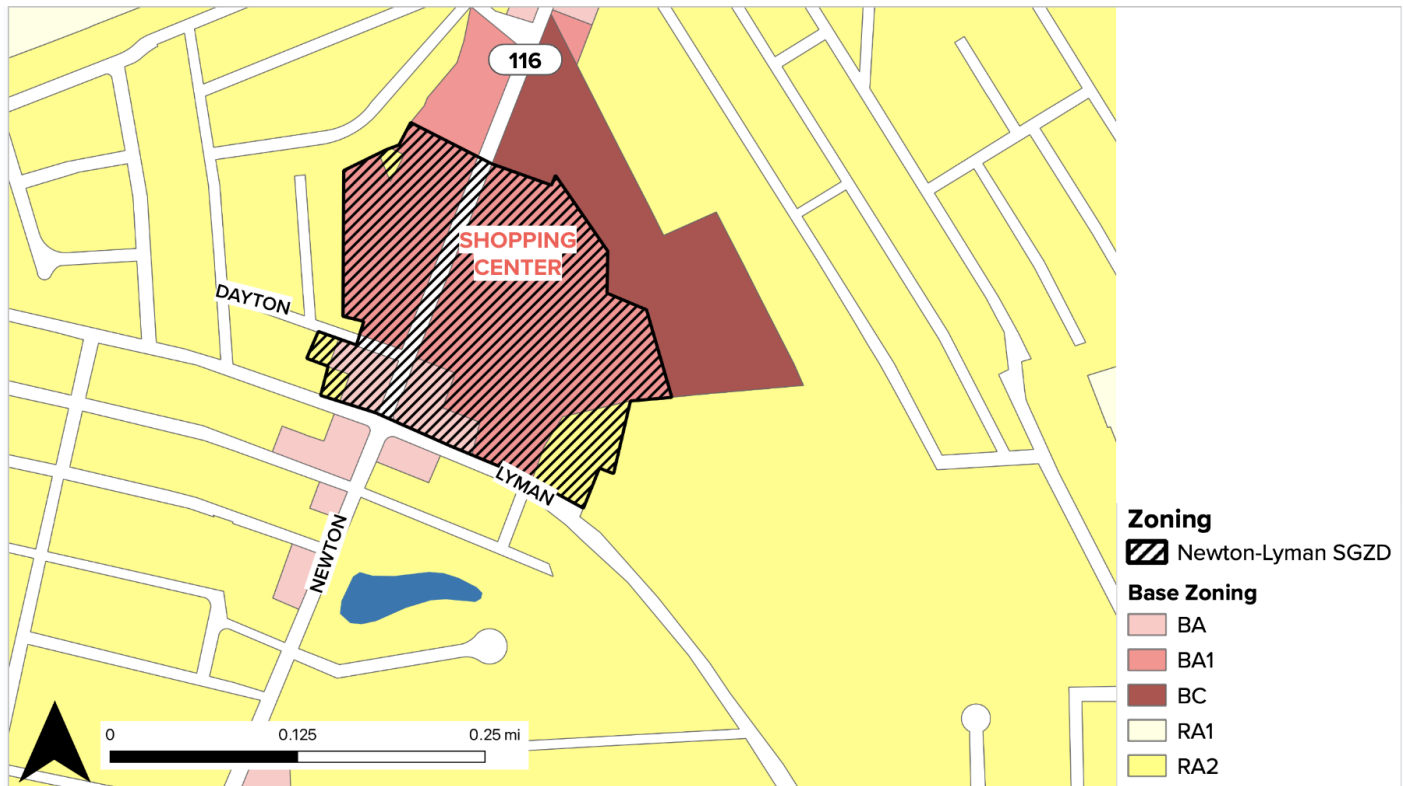 116
SHOPPING
CENTER
DAYTON
LYMAN
NEWTON
Zoning
Newton-Lyman SGZD
Base Zoning
BA
BA1
BC
RA1
RA2
0 0.125 0.25 mi